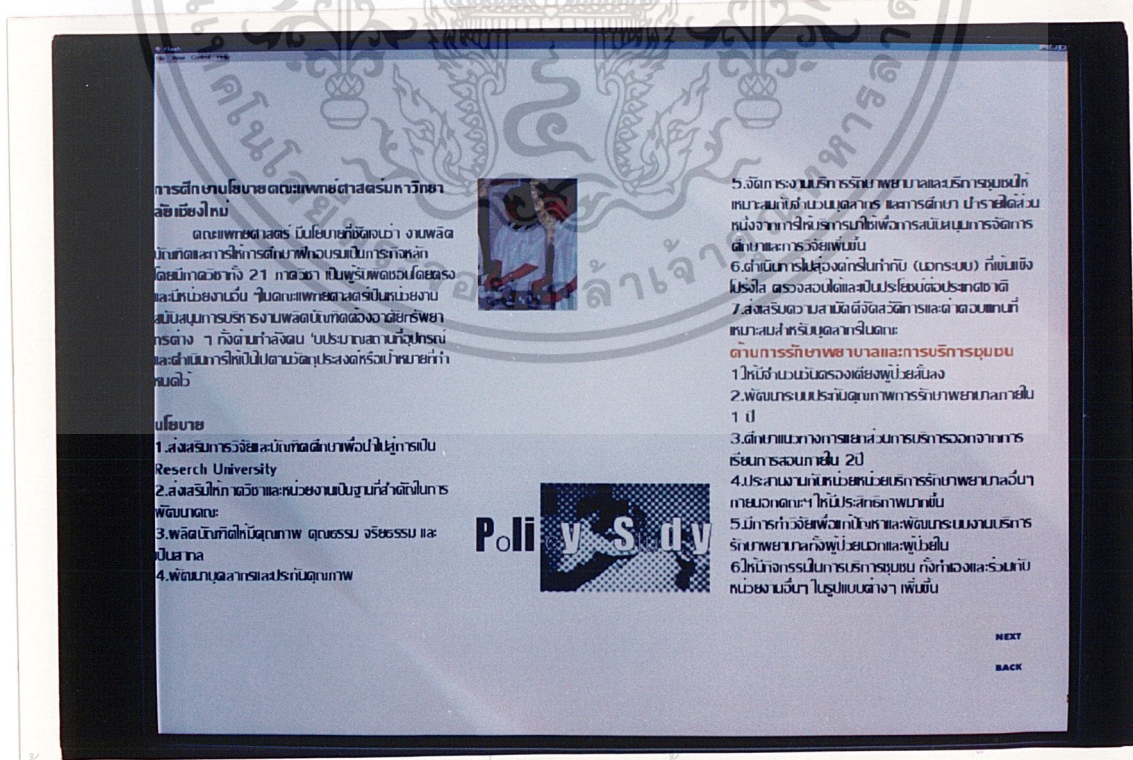 Flash
File View Control Help
การศึกษานโยบายคณะแพทย์ศาสตร์มหาวิทยา
ลัยเชียงใหม่
คณะแพทย์ศาสตร์ มีนโยบายที่ชัดเจนว่า งานผลิต
บัณฑิตและการให้การศึกษาฝึกอบรมเป็นภาระกิจหลัก
โดยมีภาควิชาทั้ง 21 ภาควิชา เป็นผู้รับผิดชอบโดยตรง
และมีหน่วยงานอื่น ๆในคณะแพทย์ศาสตร์เป็นหน่วยงาน
สนับสนุนการบริหารงานผลิตบัณฑิตต้องอาศัยทรัพยา
กรต่าง ๆ ทั้งด้านกำลังคน งบประมาณสถานที่อุปกรณ์
และดำเนินการให้เป็นไปตามวัตถุประสงค์หรือเป้าหมายที่กำ
หนดไว้
นโยบาย
1.ส่งเสริมการวิจัยและบัณฑิตศึกษาเพื่อนำไปสู่การเป็น
Reserch University
2.ส่งเสริมให้ภาควิชาและหน่วยงานเป็นฐานที่สำคัญในการ
พัฒนาคณะ
3.ผลิตบัณฑิตให้มีคุณภาพ คุณธรรม จริยธรรม และ
เป็นสากล
4.พัฒนาบุคลากรและประกันคุณภาพ
Poli y S dy
5.จัดภาระงานบริการรักษาพยาบาลและบริการชุมชนให้
เหมาะสมกับจำนวนบุคลากร และการศึกษา นำรายได้ส่วน
หนึ่งจากการให้บริการมาใช้เพื่อการสนับสนุนการจัดการ
ศึกษาและการวิจัยเพิ่มขึ้น
6.ดำเนินการไปสู่องค์กรในกำกับ (นอกระบบ) ที่เข้มแข็ง
โปร่งใส ตรวจสอบได้และเป็นประโยชน์ต่อประเทศชาติ
7.ส่งเสริมความสามัคคีจัดสวัสดิการและค่าตอบแทนที่
เหมาะสมสำหรับบุคลากรในคณะ
ด้านการรักษาพยาบาลและการบริการชุมชน
1ให้มีจำนวนวันครองเตียงผู้ป่วยสั้นลง
2.พัฒนาระบบประกันคุณภาพการรักษาพยาบาลภายใน
1 ปี
3.ศึกษาแนวทางการแยกส่วนการบริการออกจากการ
เรียนการสอนภายใน 2ปี
4.ประสานงานกับหน่วยหน่วยบริการรักษาพยาบาลอื่นๆ
ภายนอกคณะฯ ให้มีประสิทธิภาพมากขึ้น
5.มีการทำวิจัยเพื่อแก้ปัญหาและพัฒนาระบบงานบริการ
รักษาพยาบาลทั้งผู้ป่วยนอกและผู้ป่วยใน
6ให้มีกิจกรรมในการบริการชุมชน ทั้งทำเองและร่วมกับ
หน่วยงานอื่นๆ ในรูปแบบต่างๆ เพิ่มขึ้น
NEXT
BACK